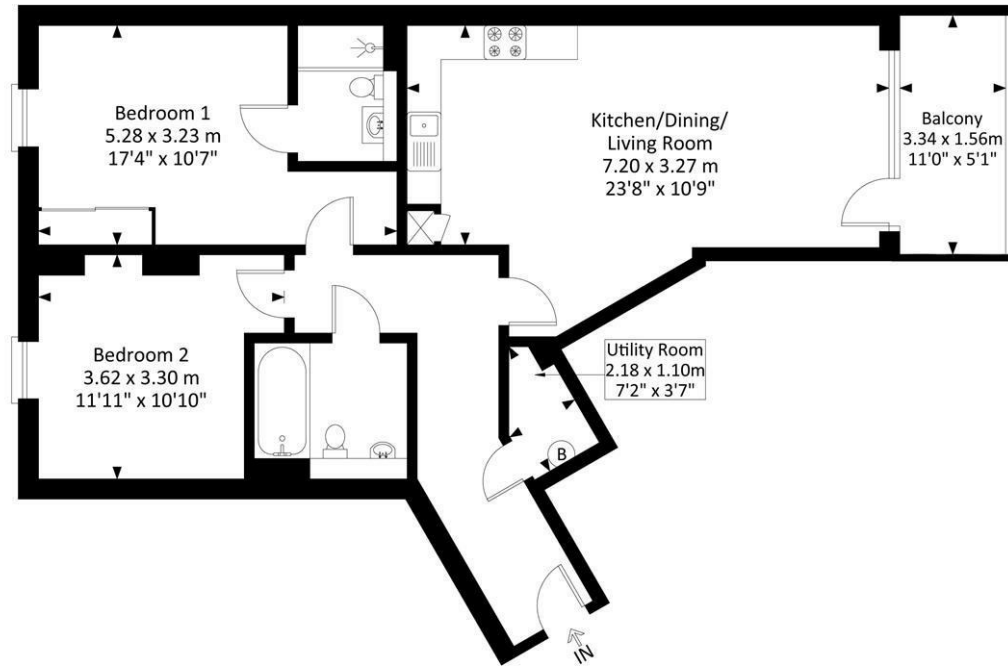 Bedroom 1
5.28 x 3.23 m
17'4" x 10'7"
Kitchen/Dining/
Living Room
7.20 x 3.27 m
23'8" x 10'9"
Balcony
3.34 x 1.56m
11'0" x 5'1"
Bedroom 2
3.62 x 3.30 m
11'11" x 10'10"
Utility Room
2.18 x 1.10m
7'2" x 3'7"
B
IN